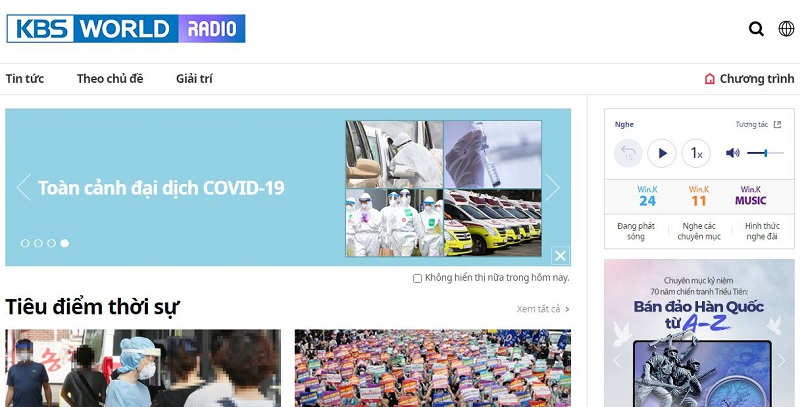 KBS WORLD RADIO
Tin tức
Theo chủ đề
Giải trí
Chương trình
Toàn cảnh đại dịch COVID-19
Không hiển thị nữa trong hôm nay.
Tiêu điểm thời sự
Xem tất cả >
Nghe
Tương tác
15
1x
Win.K
24
Win.K
11
Win.K
MUSIC
Đang phát
sóng
Nghe các
chuyên mục
Hình thức
nghe đài
Chuyên mục kỷ niệm
70 năm chiến tranh Triều Tiên:
Bán đảo Hàn Quốc
từ A-Z